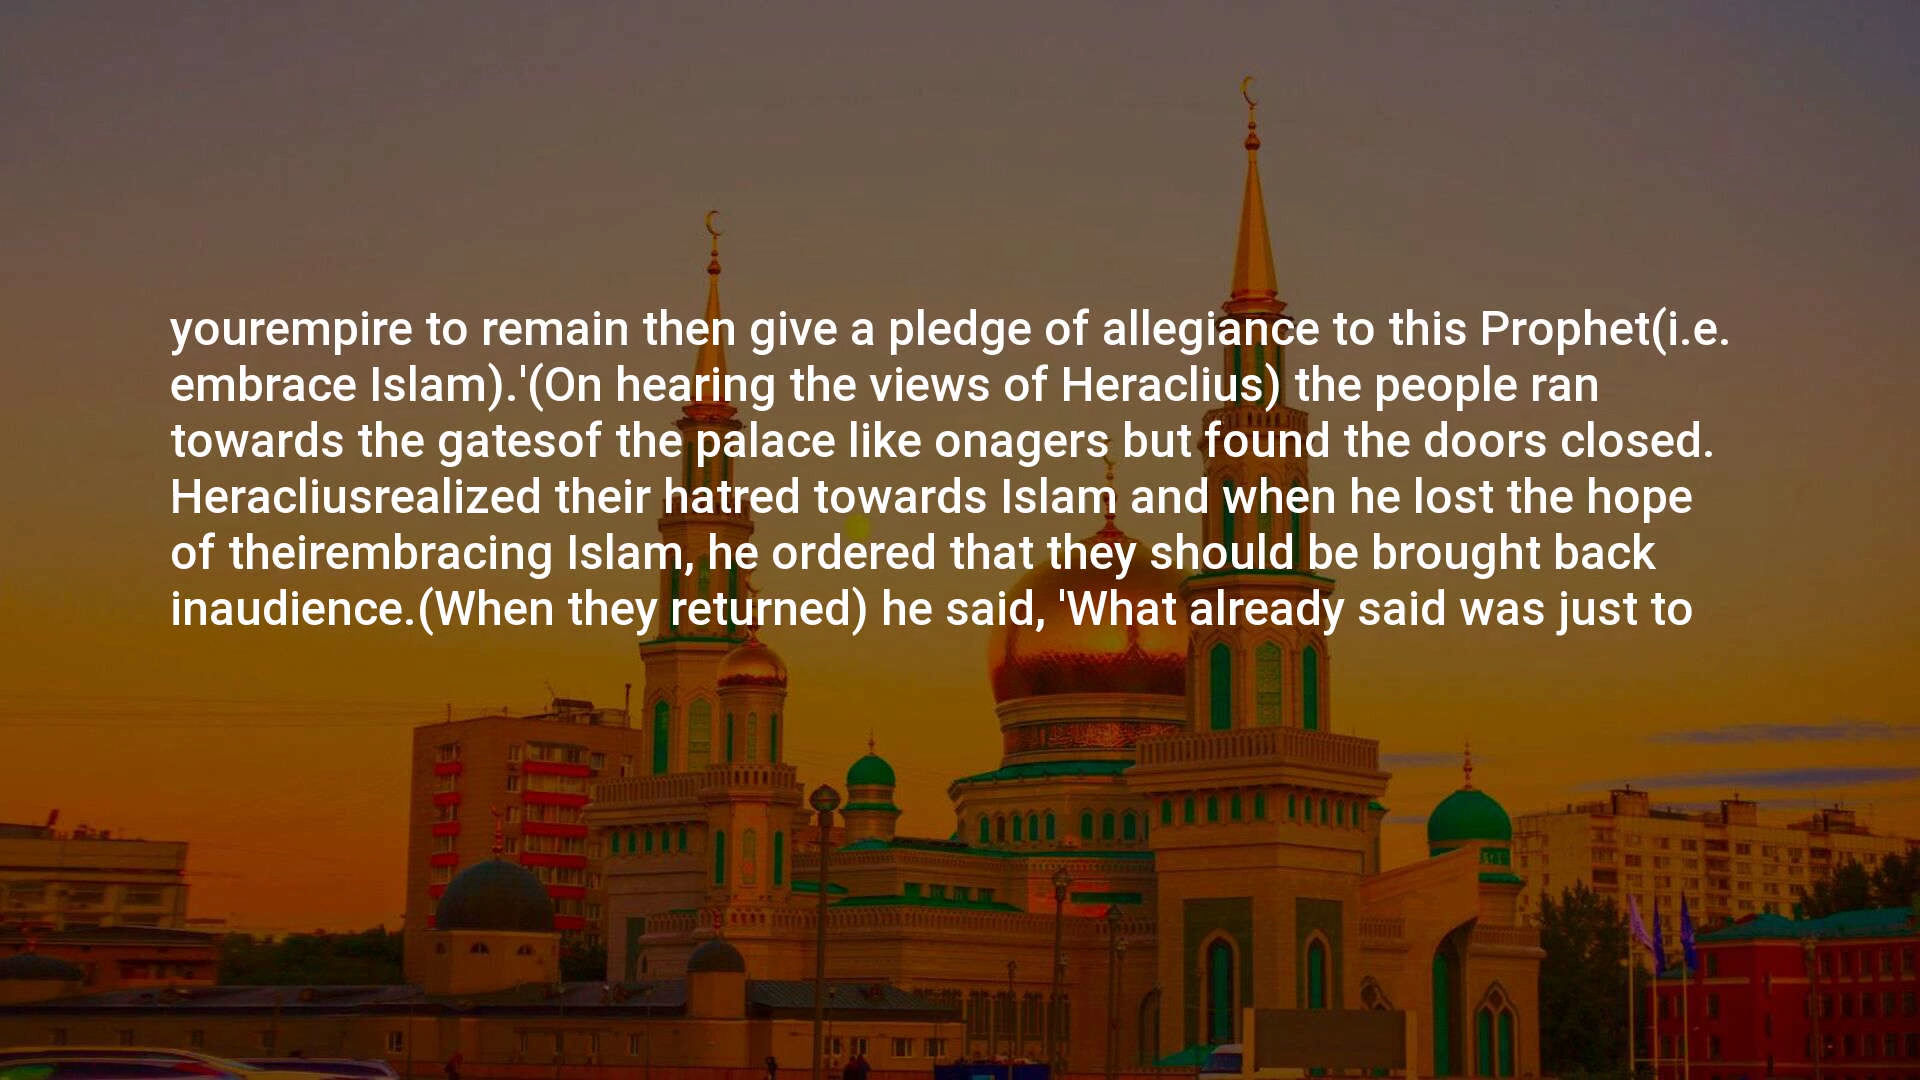 yourempire to remain then give a pledge of allegiance to this Prophet(i.e.
embrace Islam).'(On hearing the views of Heraclius) the people ran
towards the gatesof the palace like onagers but found the doors closed.
Heracliusrealized their hatred towards Islam and when he lost the hope
of theirembracing Islam, he ordered that they should be brought back
inaudience.(When they returned) he said, 'What already said was just to